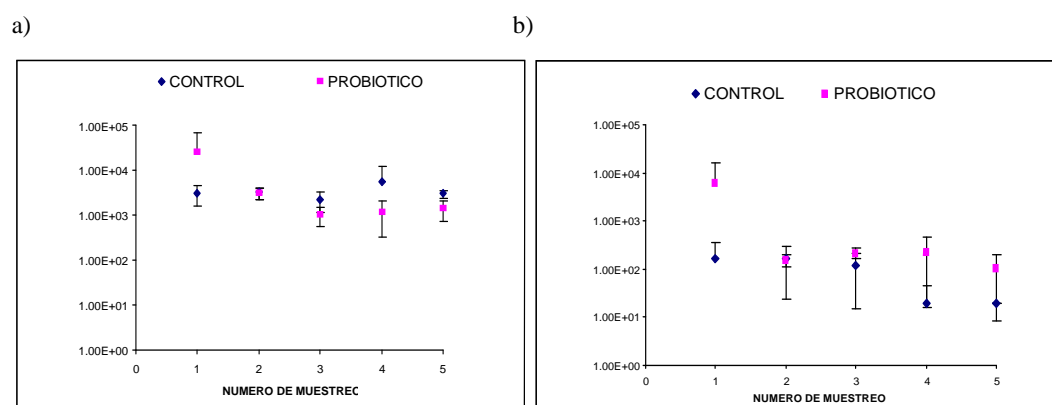 a)
b)
CONTROL PROBIOTICO
1.00E+05
1.00E+04
1.00E+03
1.00E+02
1.00E+01
1.00E+00
0 1 2 3 4 5
NUMERO DE MUESTREO
CONTROL PROBIOTICO
1.00E+05
1.00E+04
1.00E+03
1.00E+02
1.00E+01
1.00E+00
0 1 2 3 4 5
NUMERO DE MUESTREO